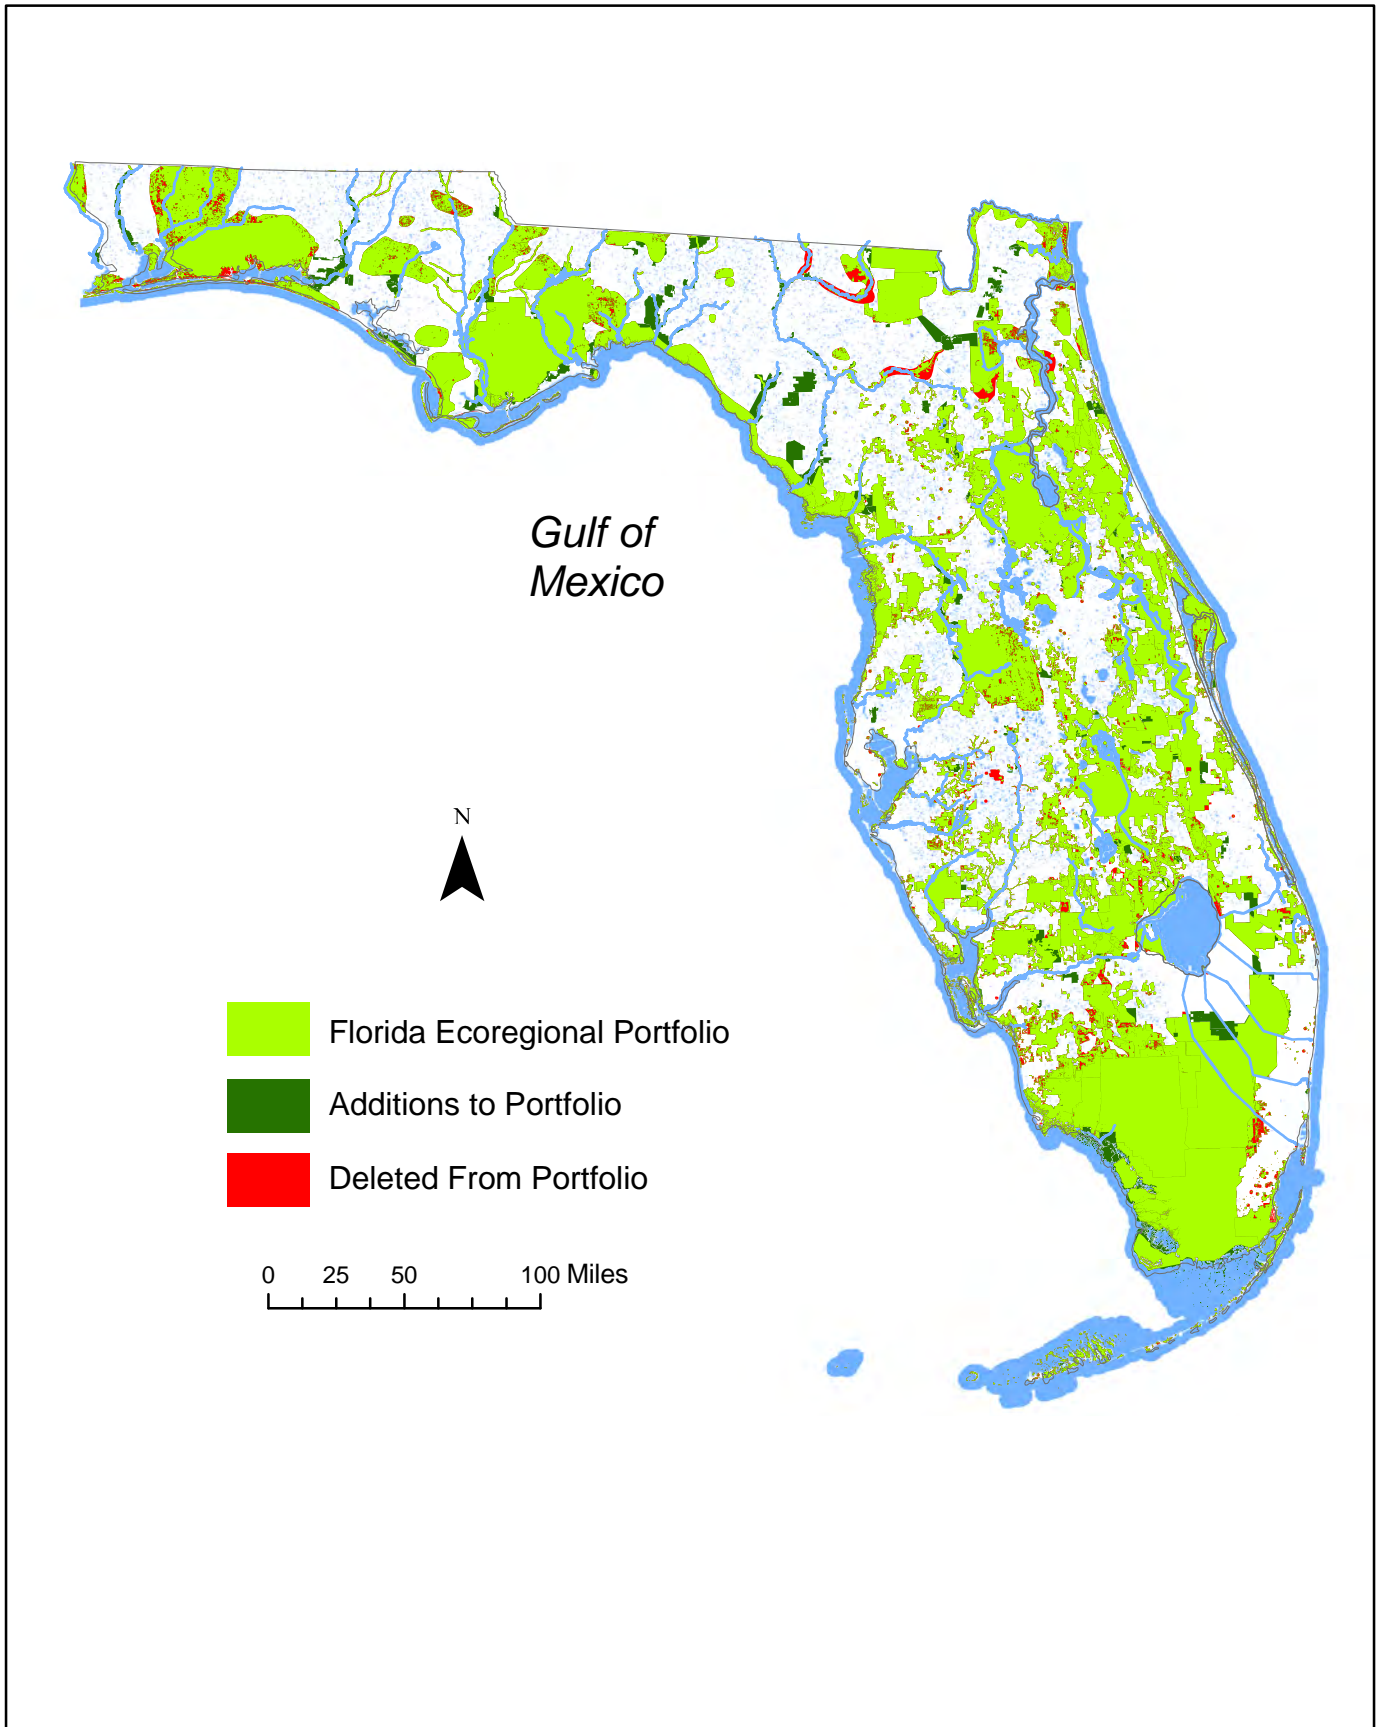 Gulf of
Mexico
N
Florida Ecoregional Portfolio
Additions to Portfolio
Deleted From Portfolio
0 25 50 100 Miles